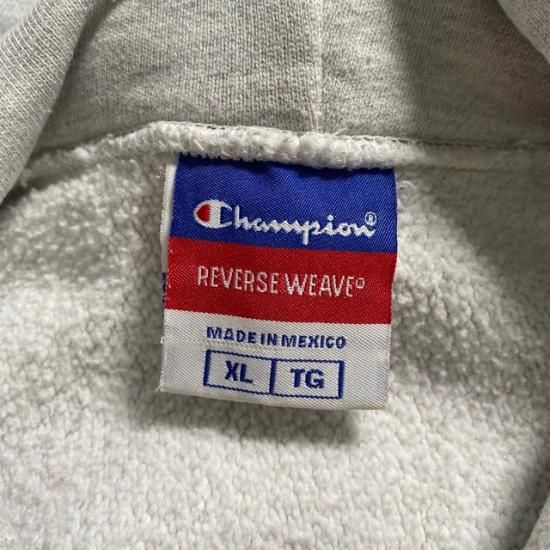 Champion®
REVERSE WEAVE®
MADE IN MEXICO
XL TG